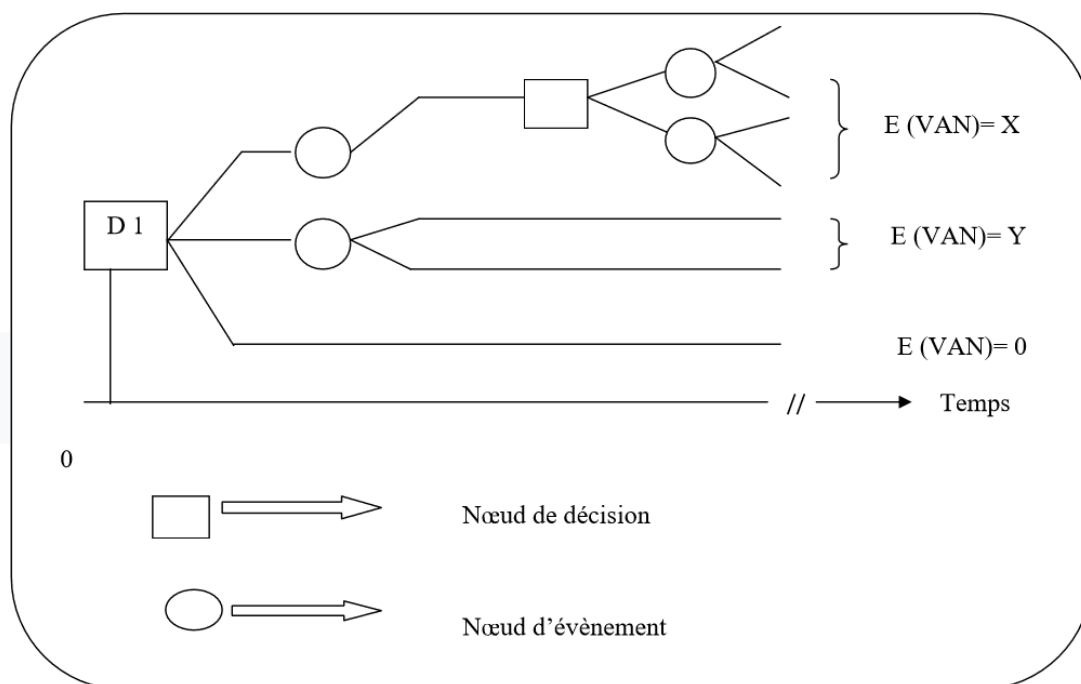 E (VAN)= X
D 1
E (VAN)= Y
E (VAN)= 0
// Temps
0
Nœud de décision
Nœud d’évènement